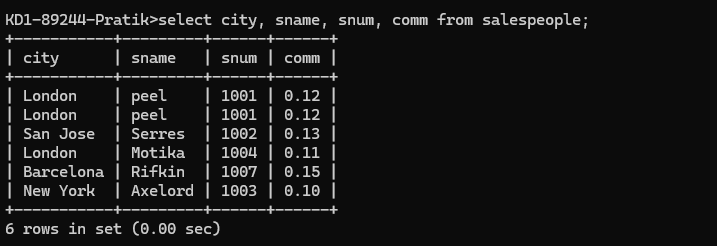 KD1-89244-Pratik>select city, sname, snum, comm from salespeople;
+-----------+---------+------+------+
| city      | sname   | snum | comm |
+-----------+---------+------+------+
| London    | peel    | 1001 | 0.12 |
| London    | peel    | 1001 | 0.12 |
| San Jose  | Serres  | 1002 | 0.13 |
| London    | Motika  | 1004 | 0.11 |
| Barcelona | Rifkin  | 1007 | 0.15 |
| New York  | Axelord | 1003 | 0.10 |
+-----------+---------+------+------+
6 rows in set (0.00 sec)